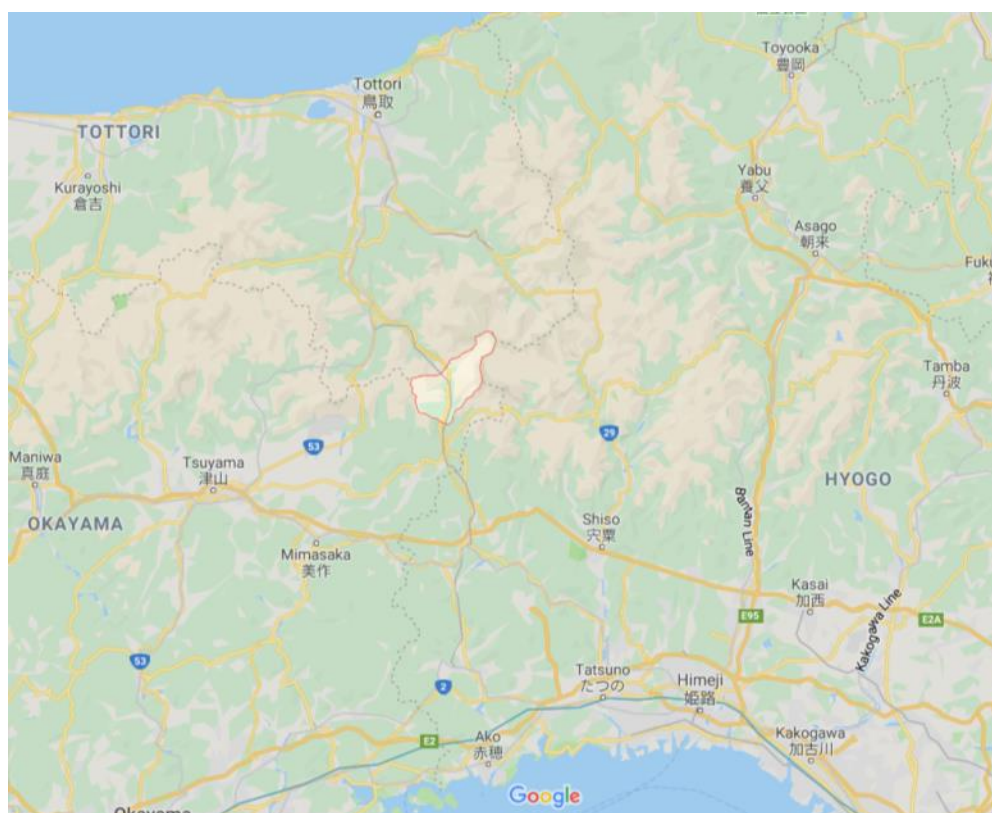 Toyooka
豊岡
Tottori
鳥取
TOTTORI
Kurayoshi
倉吉
Yabu
養父
Asago
朝来
Fuku
Tamba
丹波
53
29
Maniwa
真庭
Tsuyama
津山
HYOGO
OKAYAMA
Bantan Line
Shiso
宍粟
Mimasaka
美作
Kasai
加西
E95
E2A
Kakogawa Line
53
2
Tatsuno
たつの
Himeji
姫路
E2
Ako
赤穂
Kakogawa
加古川
Google
Okayama